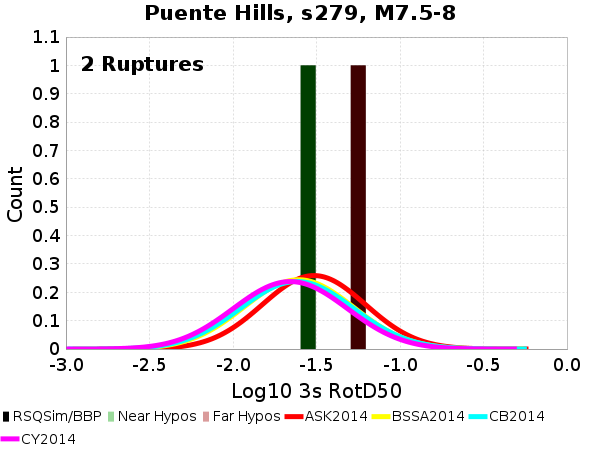 Puente Hills, s279, M7.5-8
2 Ruptures
1.1
1
0.9
0.8
0.7
0.6
0.5
0.4
0.3
0.2
0.1
0
Count
-3.0 -2.5 -2.0 -1.5 -1.0 -0.5 0.0
Log10 3s RotD50
RSQSim/BBP Near Hypos Far Hypos ASK2014 BSSA2014 CB2014
CY2014